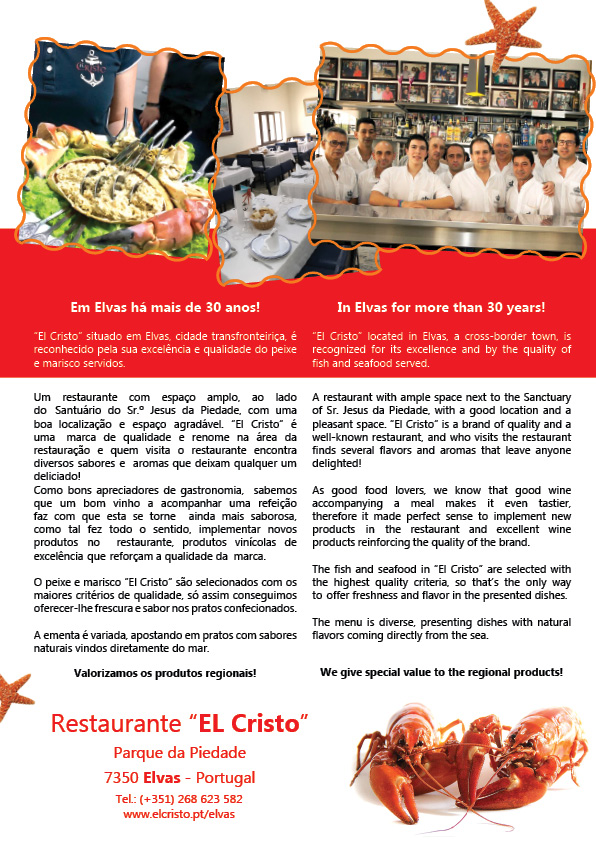 El CRISTO
Em Elvas há mais de 30 anos!
“El Cristo” situado em Elvas, cidade transfronteiriça, é
reconhecido pela sua excelência e qualidade do peixe
e marisco servidos.
Um restaurante com espaço amplo, ao lado
do Santuário do Sr.º Jesus da Piedade, com uma
boa localização e espaço agradável. “El Cristo” é
uma marca de qualidade e renome na área da
restauração e quem visita o restaurante encontra
diversos sabores e aromas que deixam qualquer um
deliciado!
Como bons apreciadores de gastronomia, sabemos
que um bom vinho a acompanhar uma refeição
faz com que esta se torne ainda mais saborosa,
como tal fez todo o sentido, implementar novos
produtos no restaurante, produtos vinícolas de
excelência que reforçam a qualidade da marca.
O peixe e marisco “El Cristo” são selecionados com os
maiores critérios de qualidade, só assim conseguimos
oferecer-lhe frescura e sabor nos pratos confecionados.
A ementa é variada, apostando em pratos com sabores
naturais vindos diretamente do mar.
Valorizamos os produtos regionais!
In Elvas for more than 30 years!
“El Cristo” located in Elvas, a cross-border town, is
recognized for its excellence and by the quality of
fish and seafood served.
A restaurant with ample space next to the Sanctuary
of Sr. Jesus da Piedade, with a good location and a
pleasant space. “El Cristo” is a brand of quality and a
well-known restaurant, and who visits the restaurant
finds several flavors and aromas that leave anyone
delighted!
As good food lovers, we know that good wine
accompanying a meal makes it even tastier,
therefore it made perfect sense to implement new
products in the restaurant and excellent wine
products reinforcing the quality of the brand.
The fish and seafood in “El Cristo” are selected with
the highest quality criteria, so that’s the only way
to offer freshness and flavor in the presented dishes.
The menu is diverse, presenting dishes with natural
flavors coming directly from the sea.
We give special value to the regional products!
Restaurante “EL Cristo”
Parque da Piedade
7350 Elvas - Portugal
Tel.: (+351) 268 623 582
www.elcristo.pt/elvas